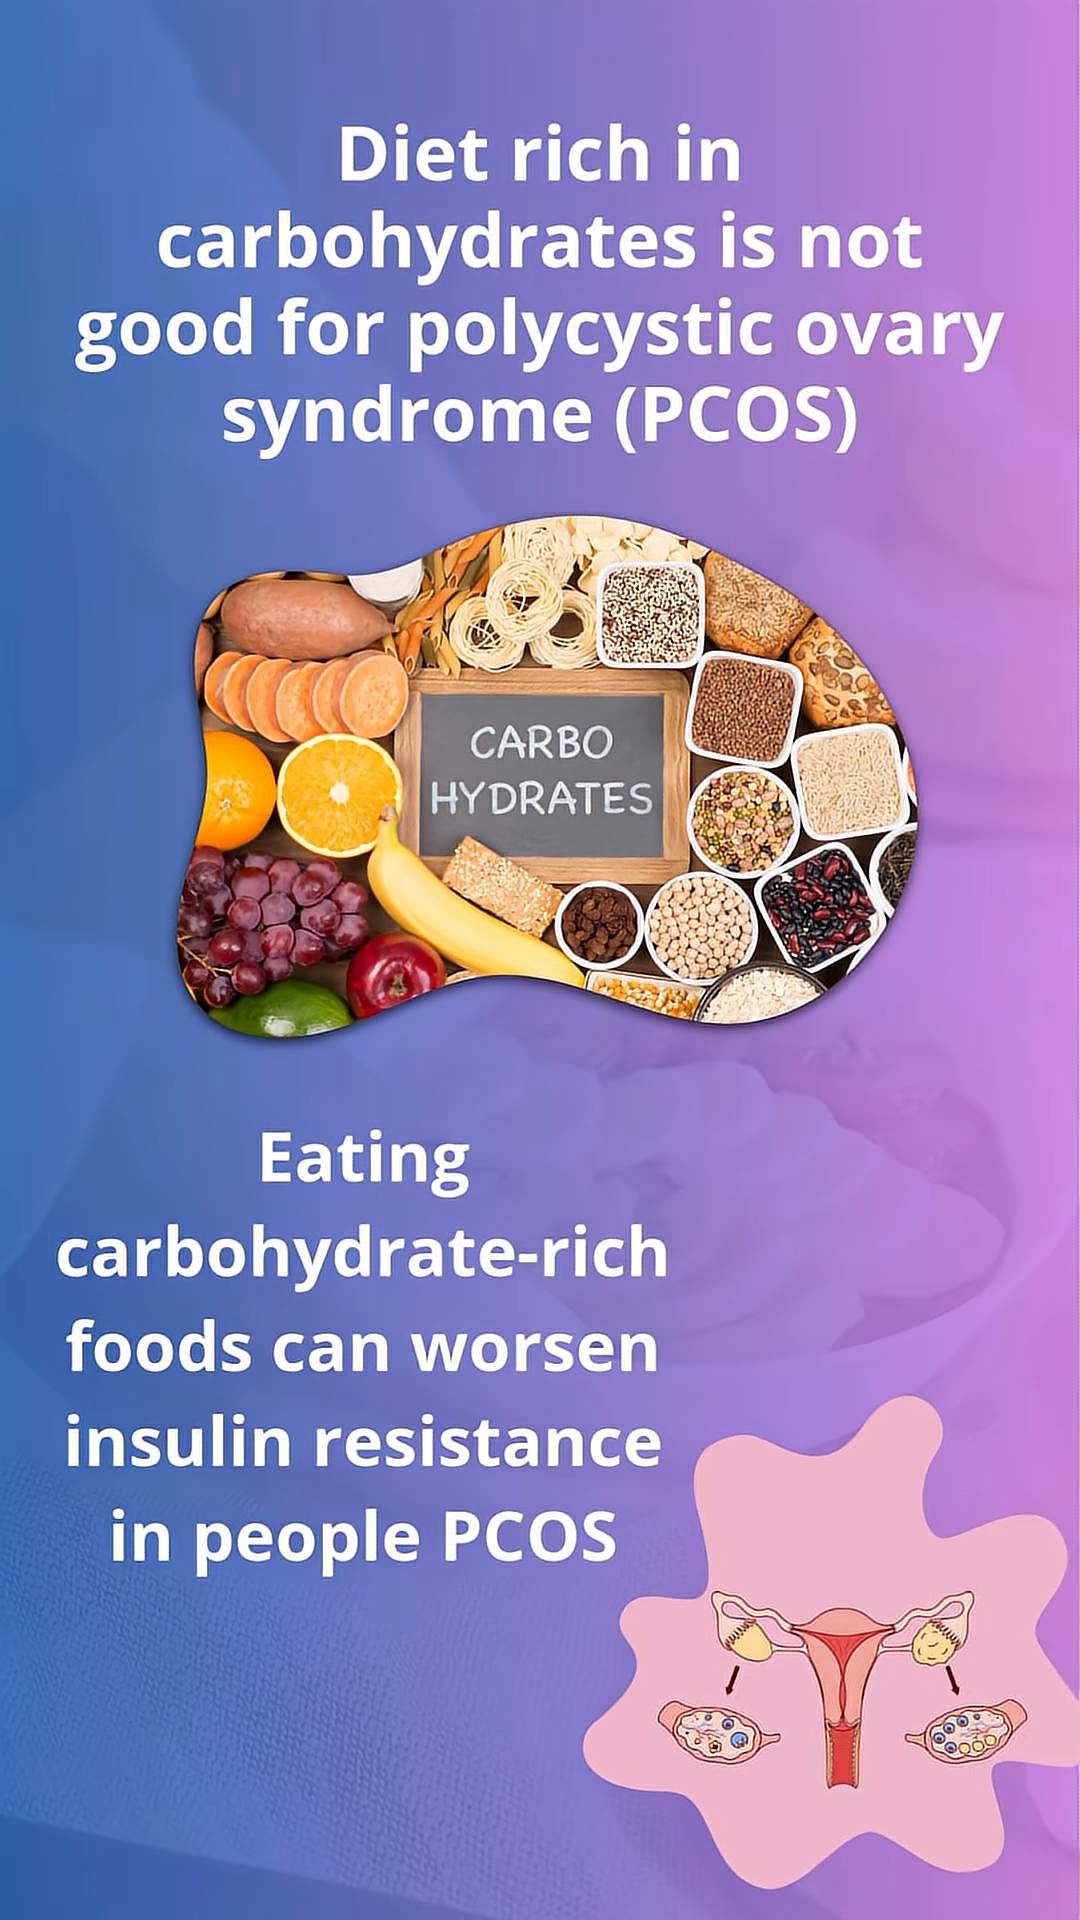 Diet rich in
carbohydrates is not
good for polycystic ovary
syndrome (PCOS)
CARBO
HYDRATES
Eating
carbohydrate-rich
foods can worsen
insulin resistance
in people PCOS